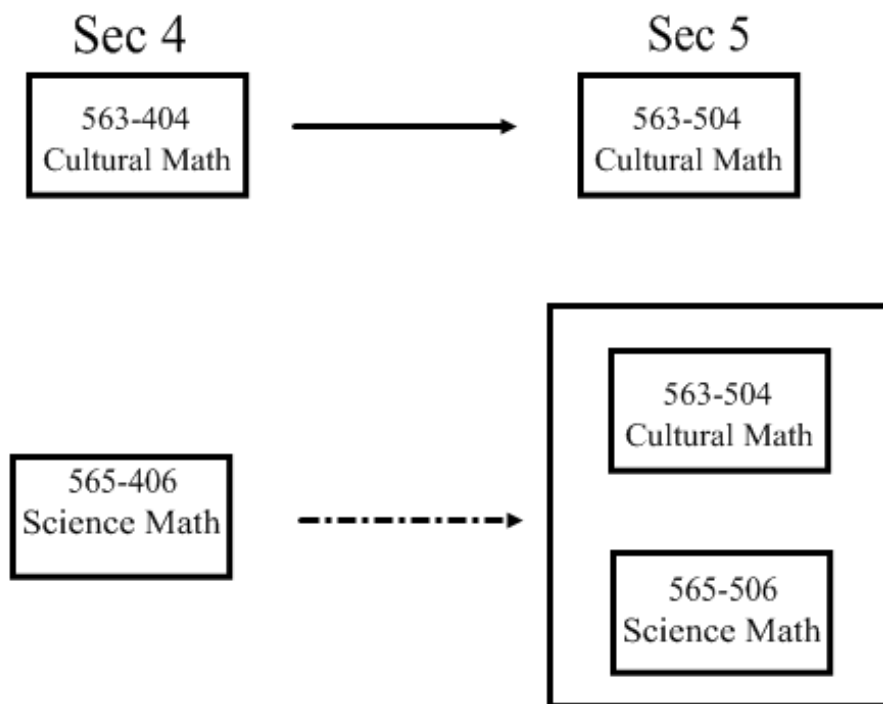 Sec 4
Sec 5
563-404
Cultural Math
563-504
Cultural Math
563-504
Cultural Math
565-406
Science Math
565-506
Science Math